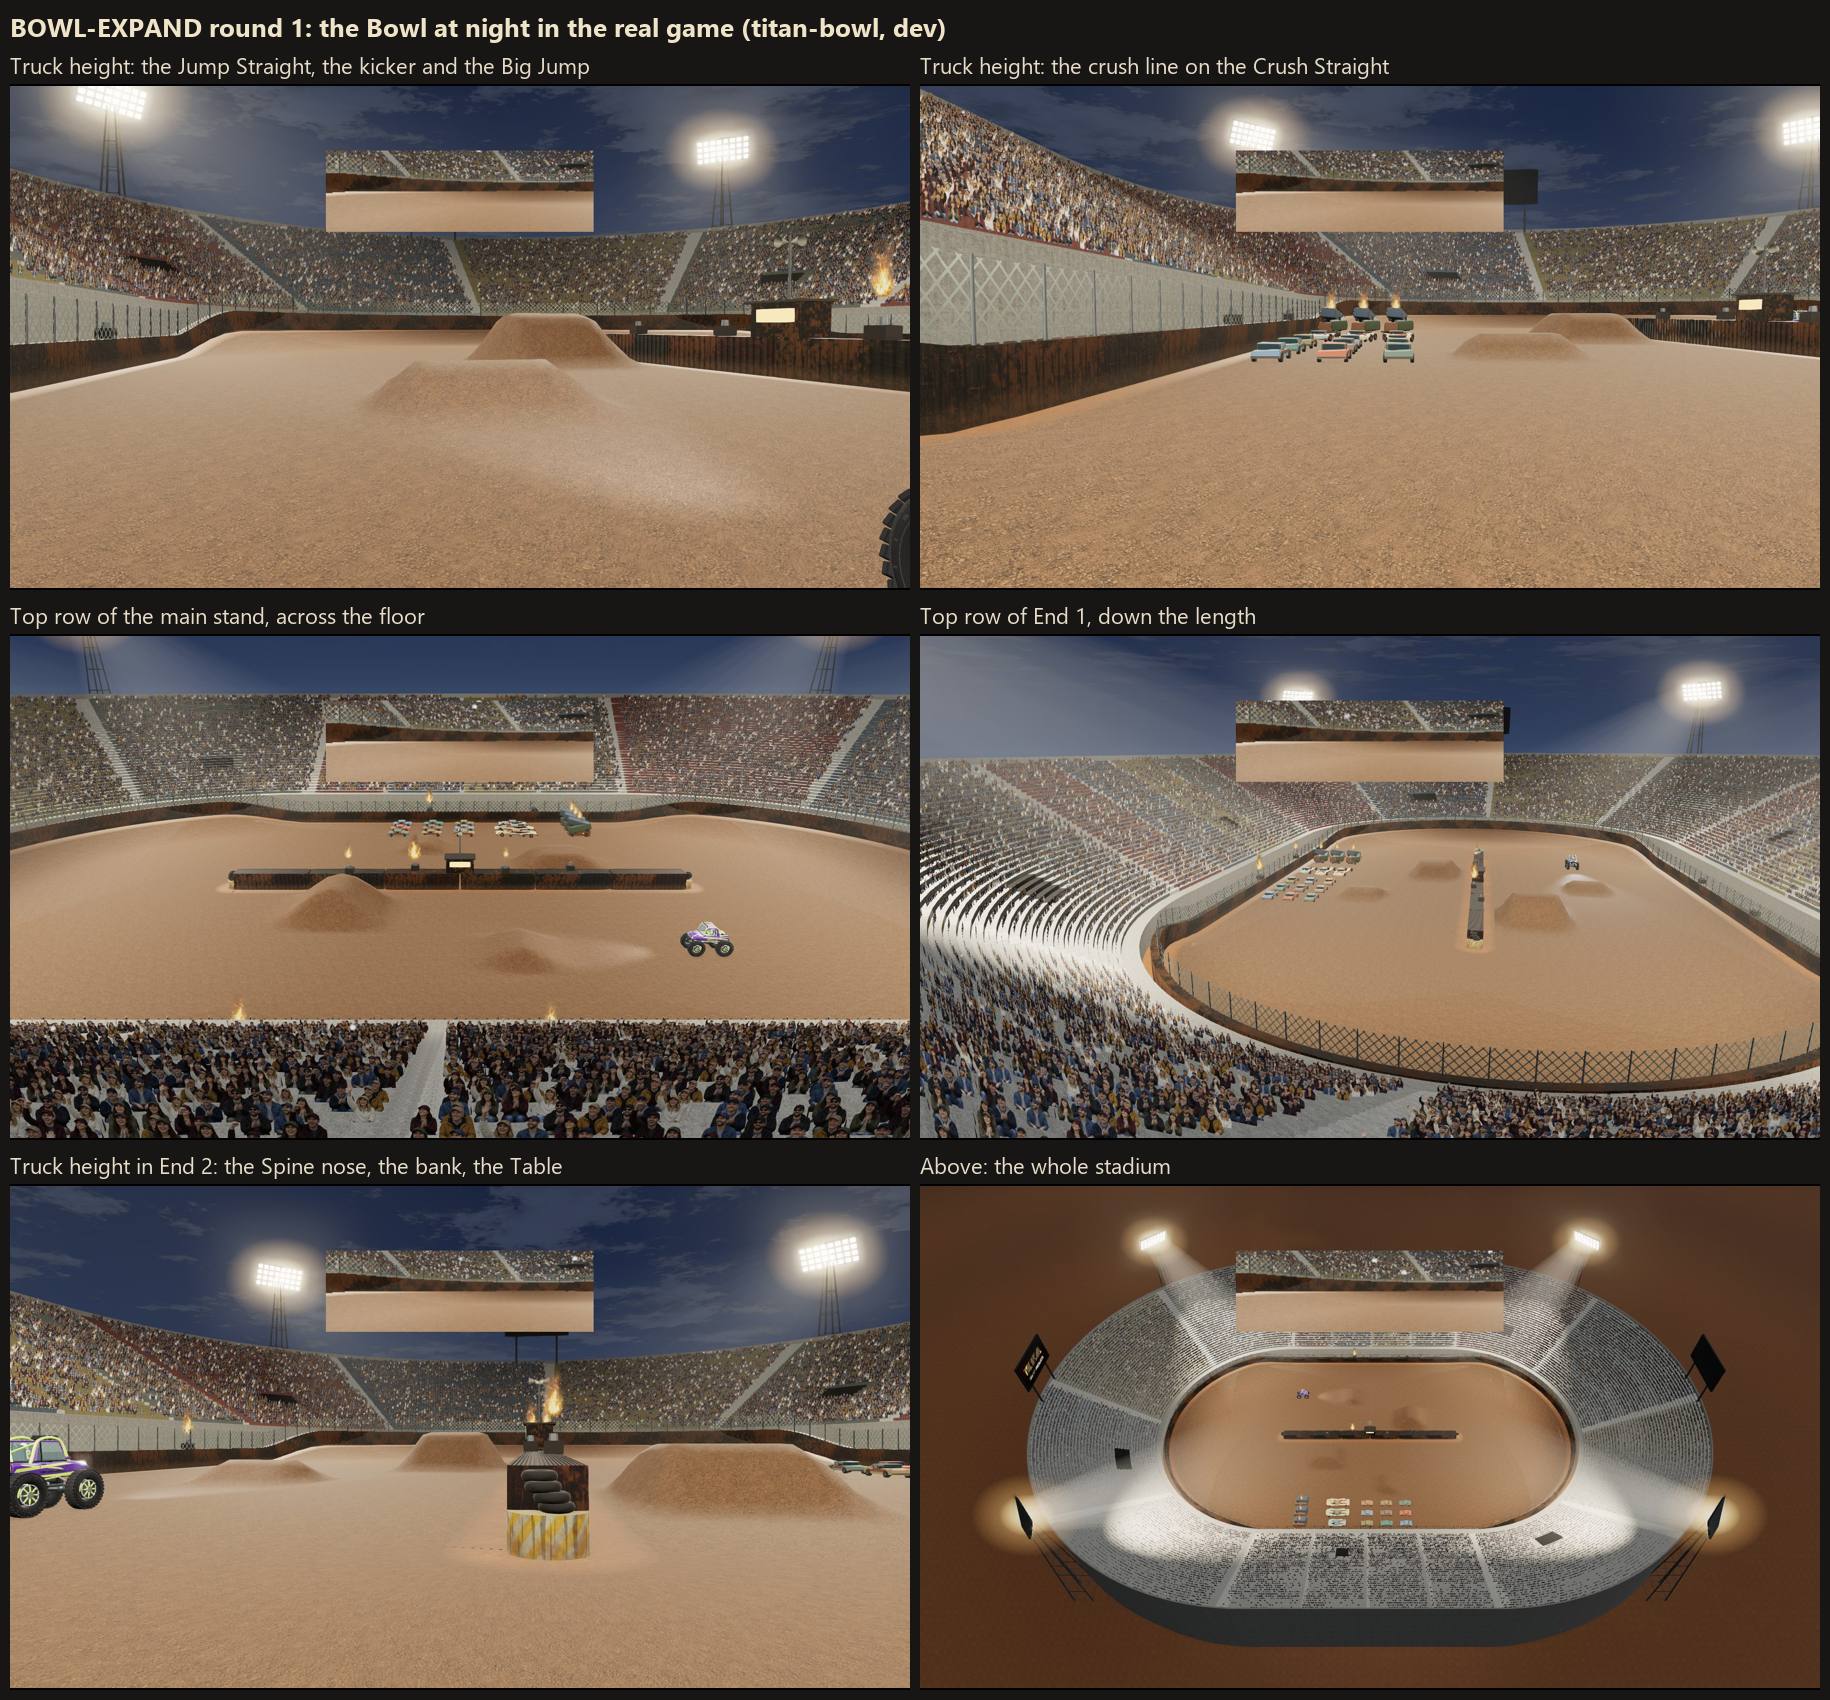 BOWL-EXPAND round 1: the Bowl at night in the real game (titan-bowl, dev)
Truck height: the Jump Straight, the kicker and the Big Jump
Truck height: the crush line on the Crush Straight
Top row of the main stand, across the floor
Top row of End 1, down the length
Truck height in End 2: the Spine nose, the bank, the Table
Above: the whole stadium